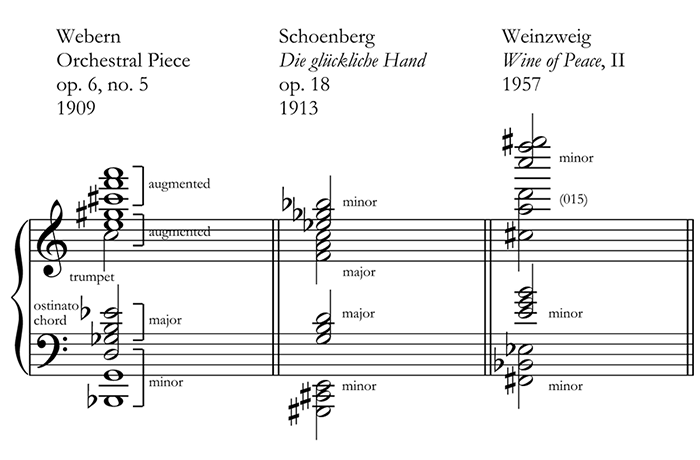 Webern
Orchestral Piece
op. 6, no. 5
1909
Schoenberg
Die glückliche Hand
op. 18
1913
Weinzweig
Wine of Peace, II
1957
augmented
augmented
trumpet
ostinato
chord
major
minor
minor
major
major
minor
minor
(015)
minor
minor